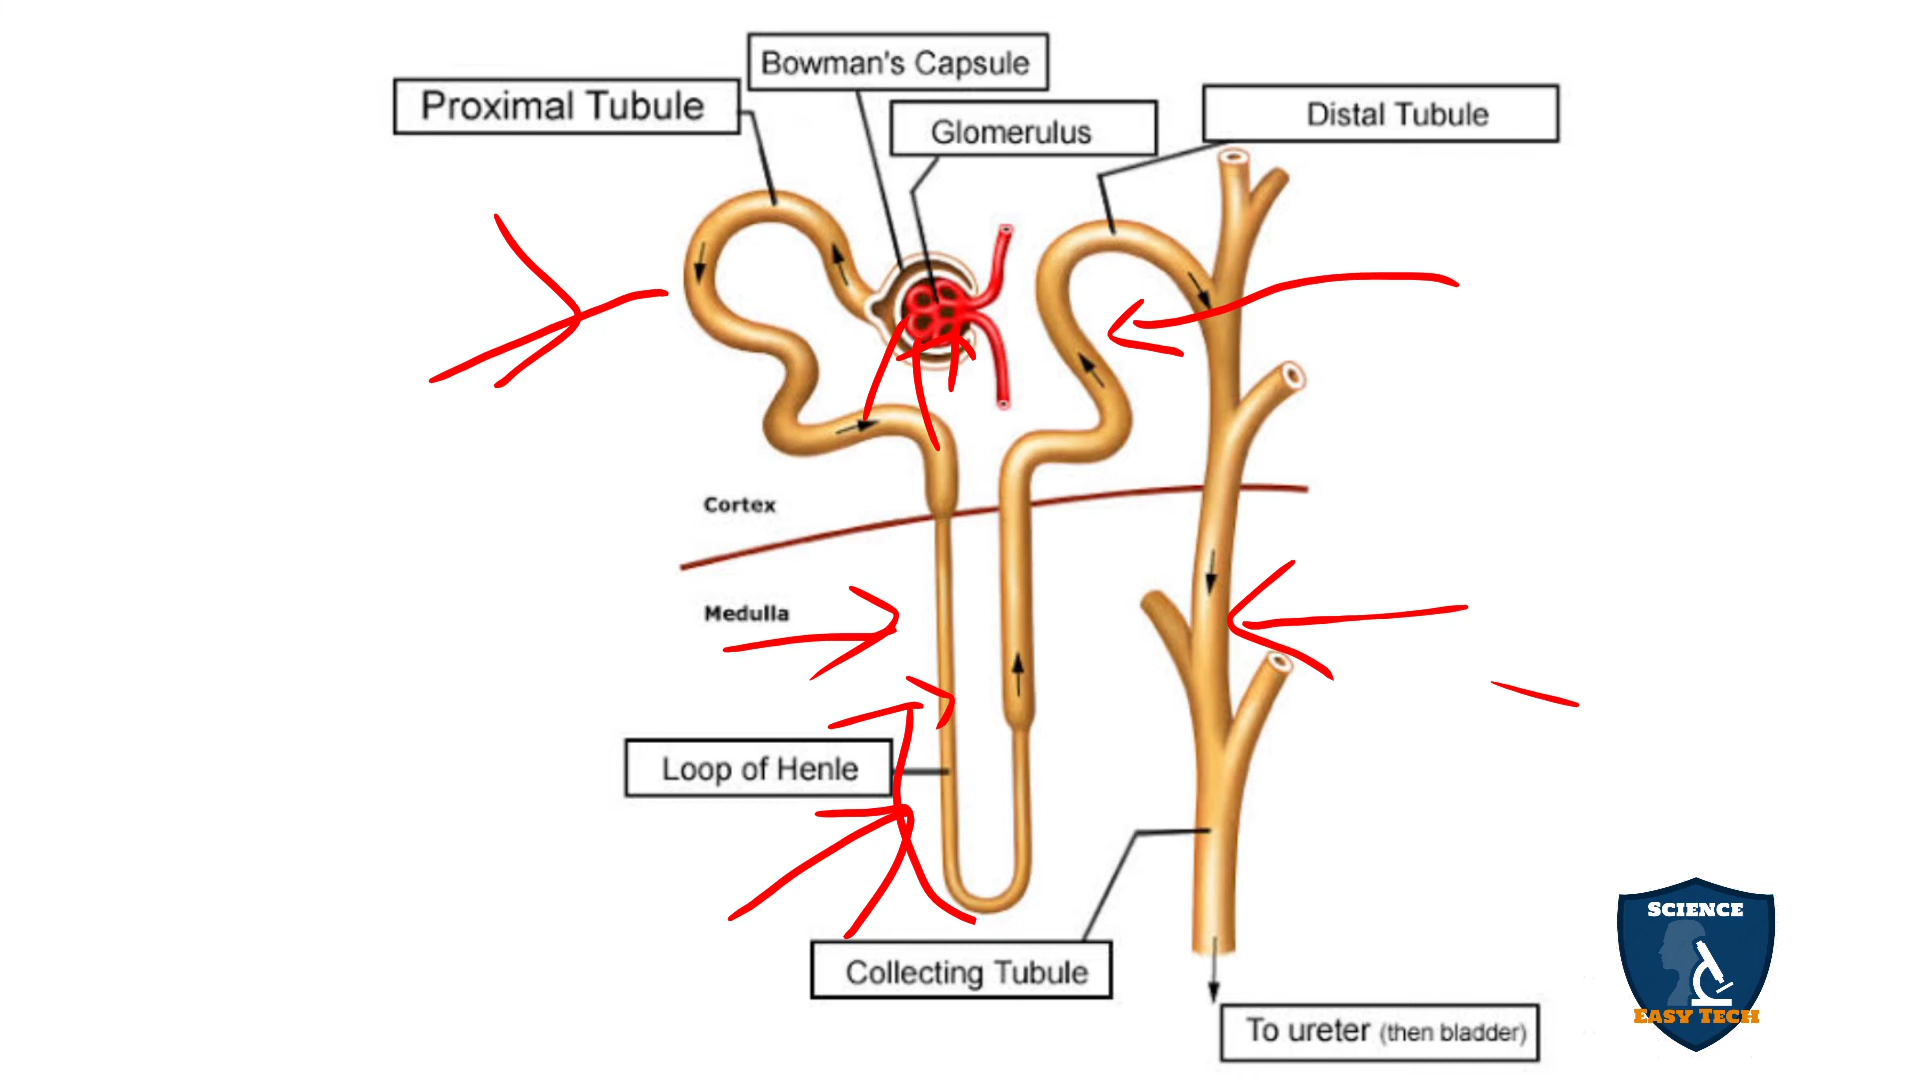 Bowman's Capsule
Proximal Tubule
Glomerulus
Distal Tubule
Cortex
Medulla
Loop of Henle
Collecting Tubule
To ureter (then bladder)
SCIENCE
EASY TECH